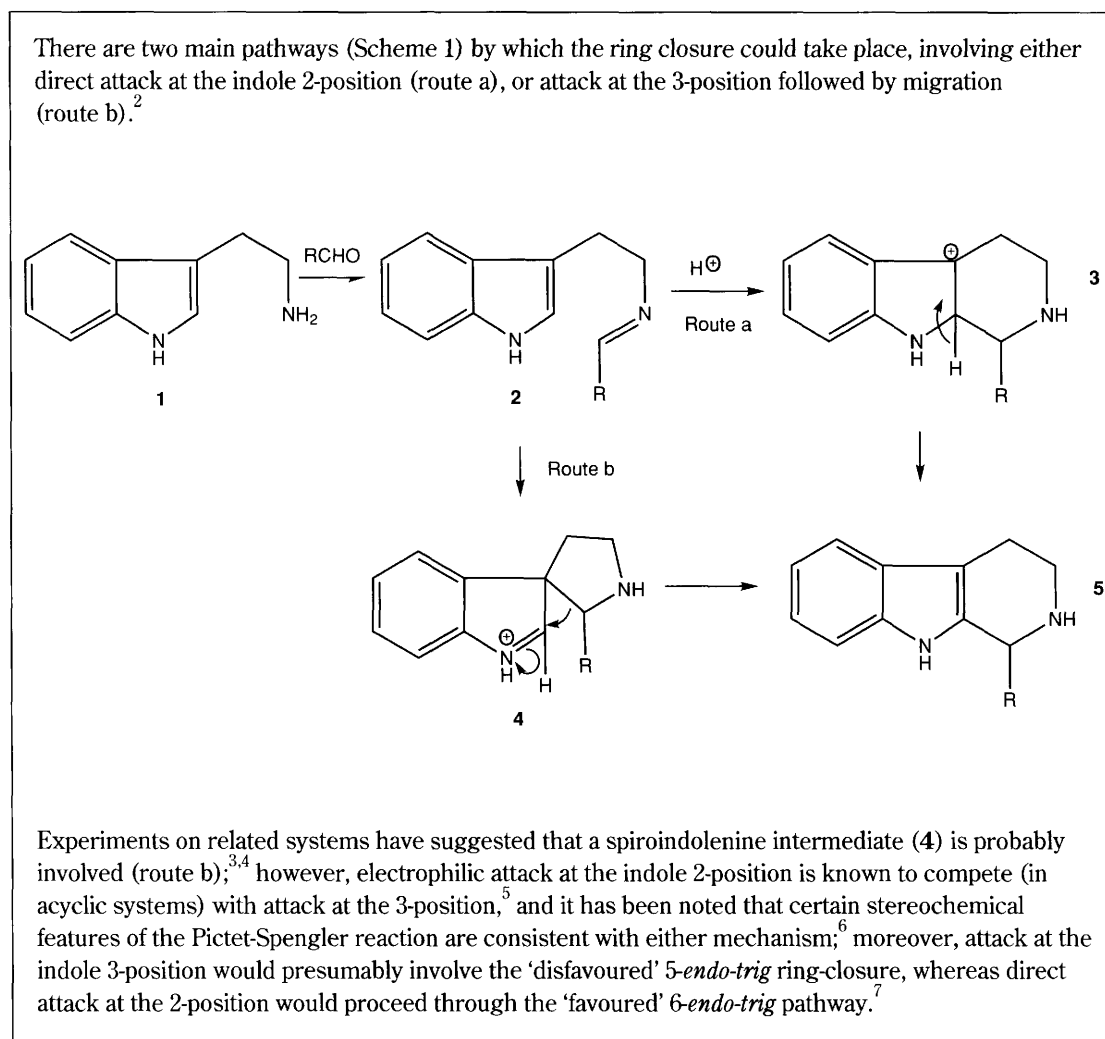 There are two main pathways (Scheme 1) by which the ring closure could take place, involving either
direct attack at the indole 2-position (route a), or attack at the 3-position followed by migration
(route b).2
RCHO
NH2
N
H
1
N
H
N
R
2
H⊕
Route a
⊕
3
N
H
H
NH
R
Route b
⊕
N
H
H
NH
R
4
5
N
H
NH
R
Experiments on related systems have suggested that a spiroindolenine intermediate (4) is probably
involved (route b);3,4 however, electrophilic attack at the indole 2-position is known to compete (in
acyclic systems) with attack at the 3-position,5 and it has been noted that certain stereochemical
features of the Pictet-Spengler reaction are consistent with either mechanism;6 moreover, attack at the
indole 3-position would presumably involve the ‘disfavoured’ 5-endo-trig ring-closure, whereas direct
attack at the 2-position would proceed through the ‘favoured’ 6-endo-trig pathway.7